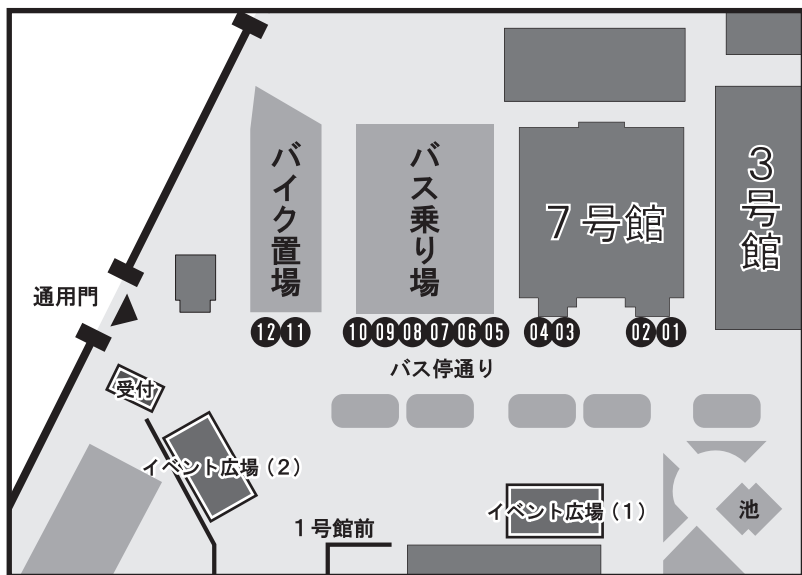 バイク置場
バス乗り場
7号館
3号館
通用門
12 11
10 09 08 07 06 05
04 03
02 01
バス停通り
受付
イベント広場(2)
イベント広場(1)
1号館前
池